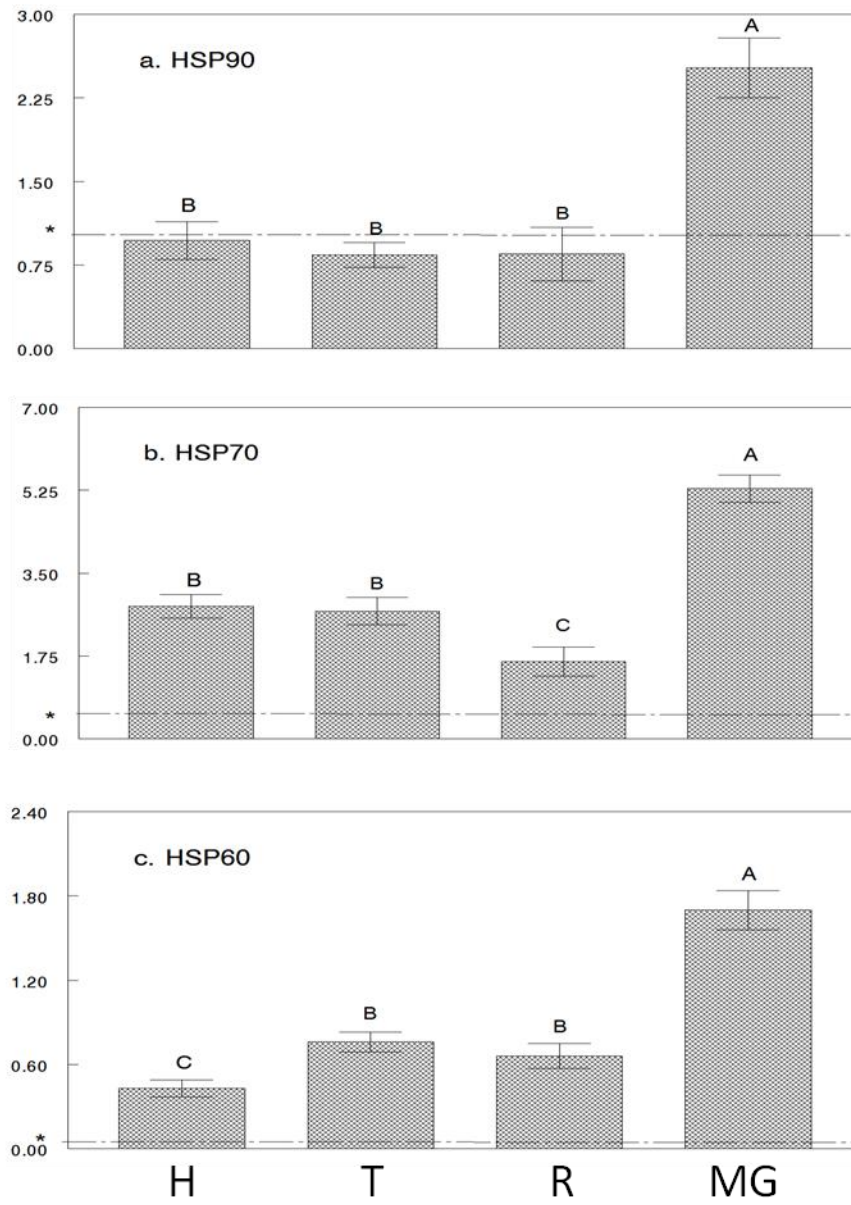 3.00
a. HSP90
A
2.25
1.50
B
B
B
*
0.75
0.00
7.00
b. HSP70
A
5.25
3.50
B
B
C
1.75
*
0.00
2.40
c. HSP60
A
1.80
1.20
B
B
C
0.60
*
0.00
H T R MG